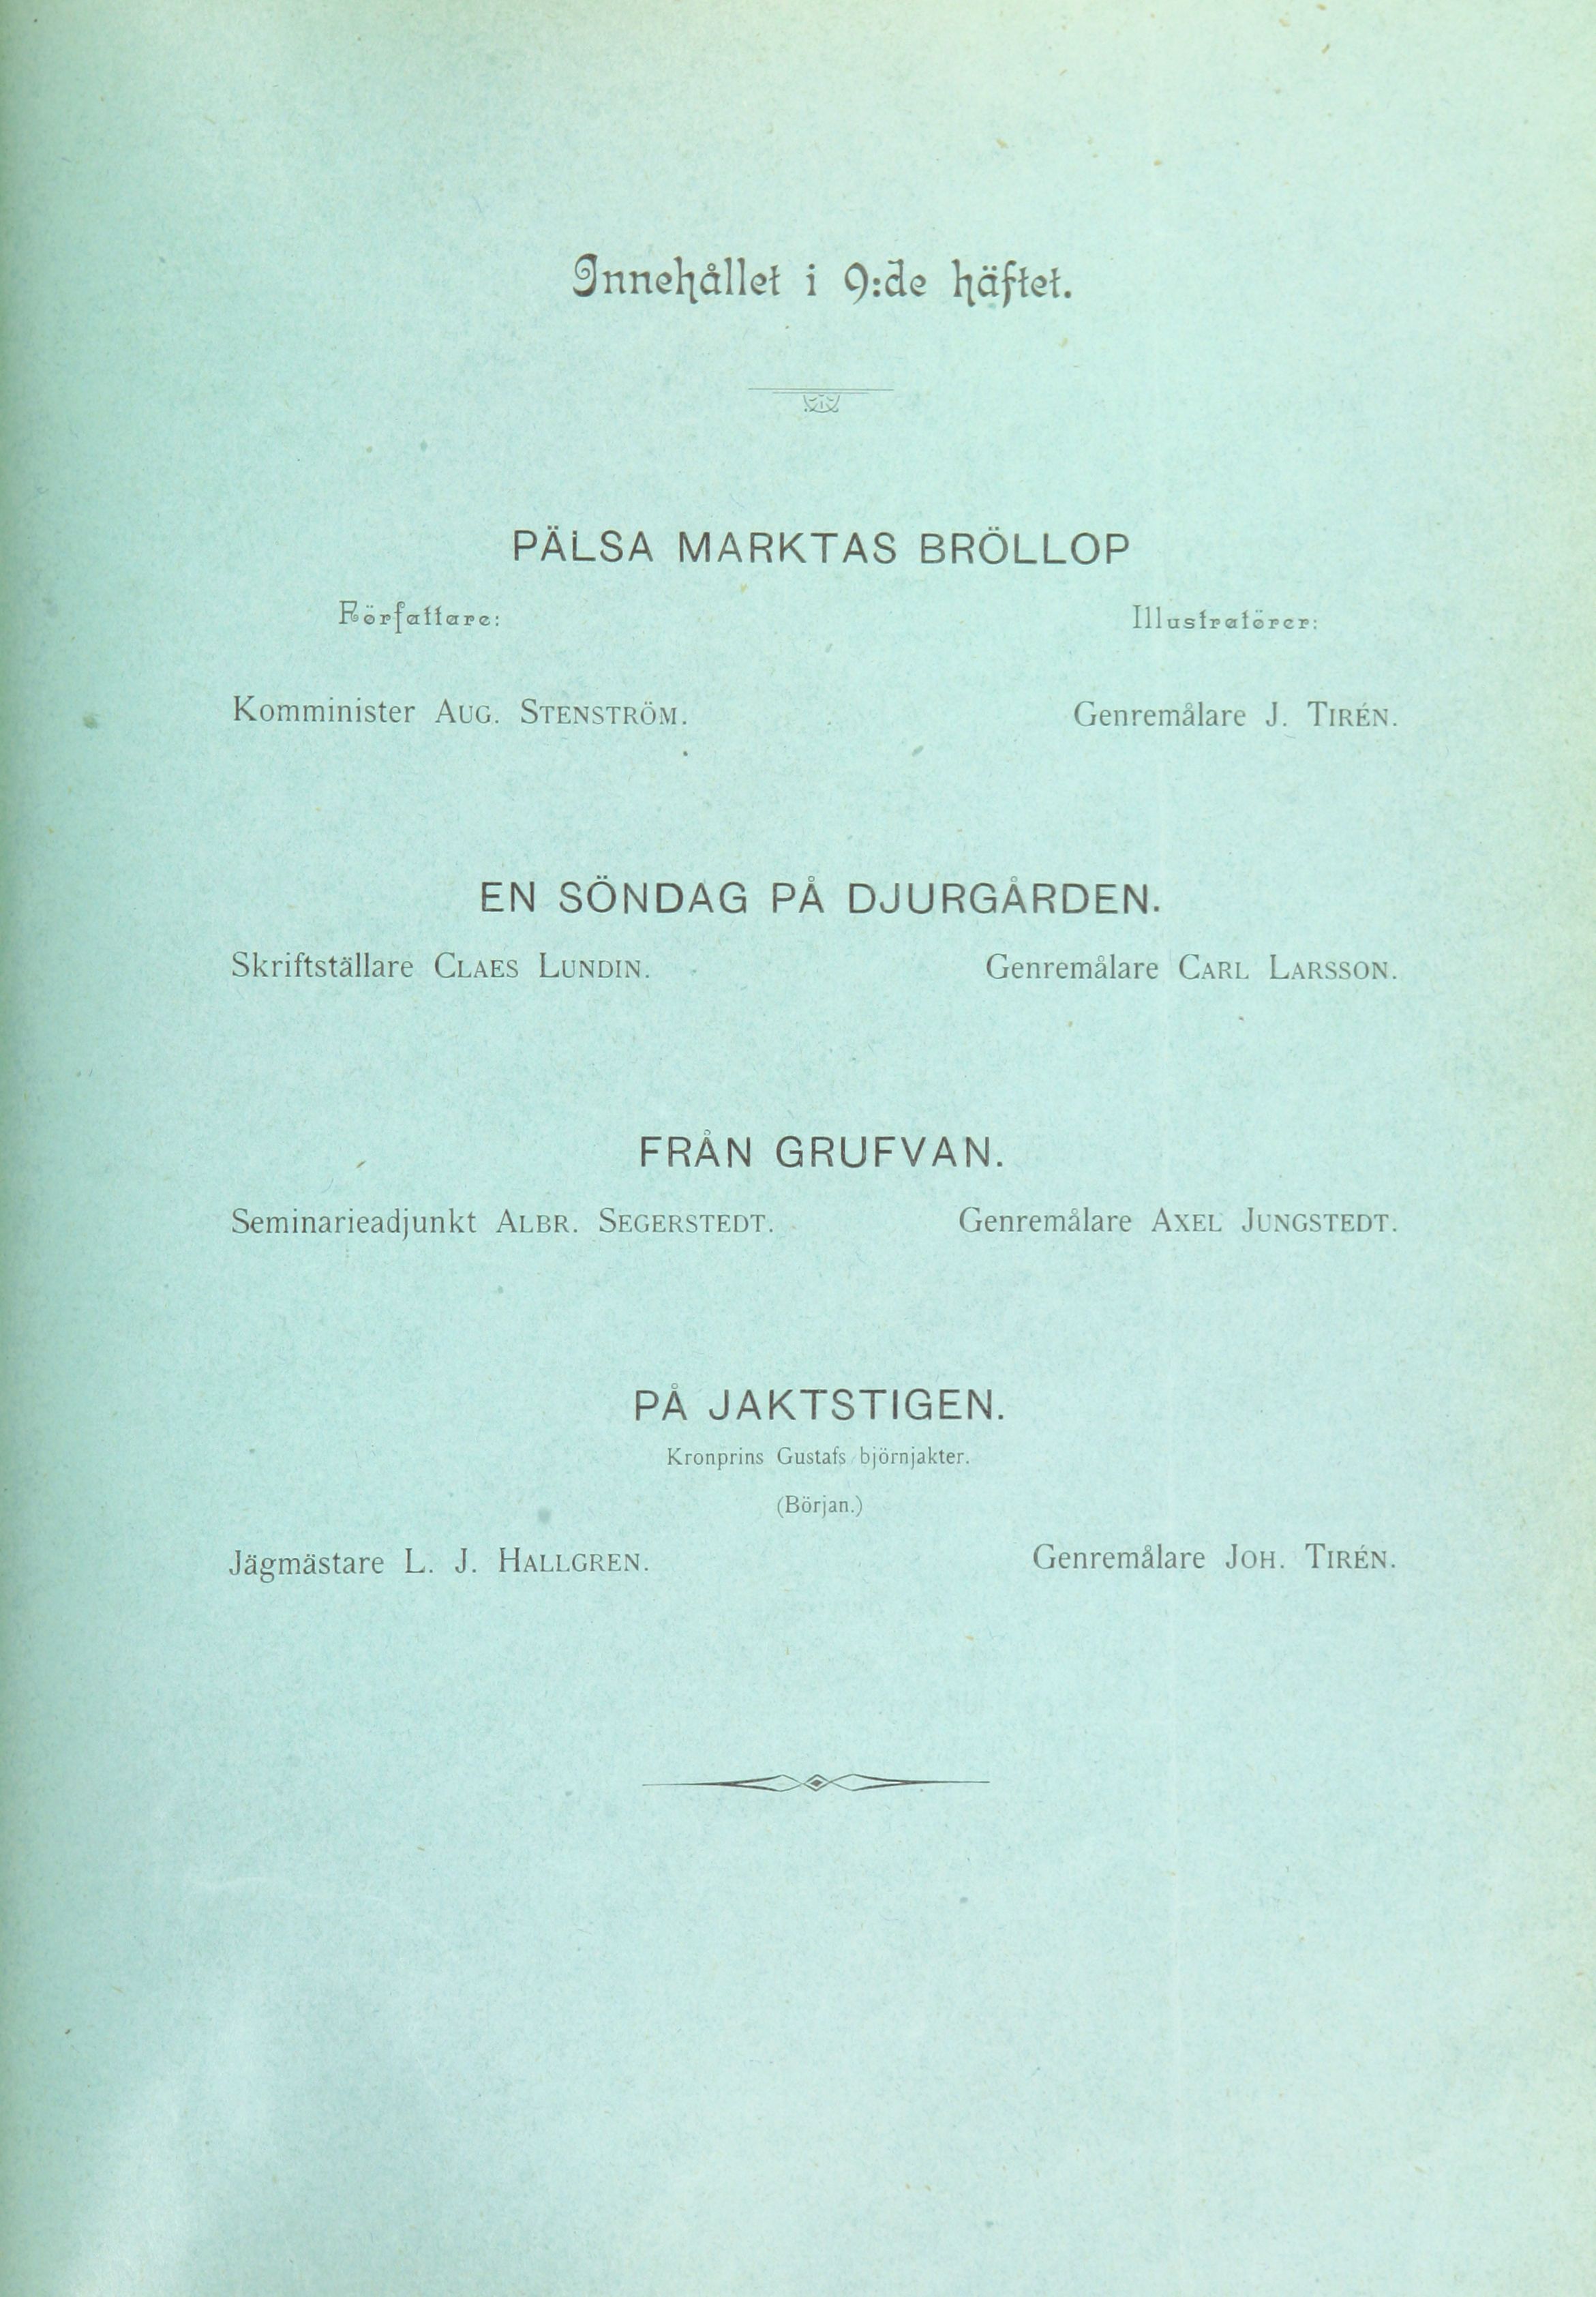 Innehållet i 9:de häftet.
PÄLSA MARKTAS BRÖLLOP
Författare: Illustratörer:
Komminister AUG. STENSTRÖM. Genremålare J. TIRÉN.
EN SÖNDAG PÅ DJURGÅRDEN.
Skriftställare CLAES LUNDIN. Genremålare CARL LARSSON.
FRÅN GRUFVAN.
Seminarieadjunkt ALBR. SEGERSTEDT. Genremålare AXEL JUNGSTEDT.
PÅ JAKTSTIGEN.
Kronprins Gustafs björnjakter.
(Början.)
Jägmästare L. J. HALLGREN. Genremålare JOH. TIRÉN.